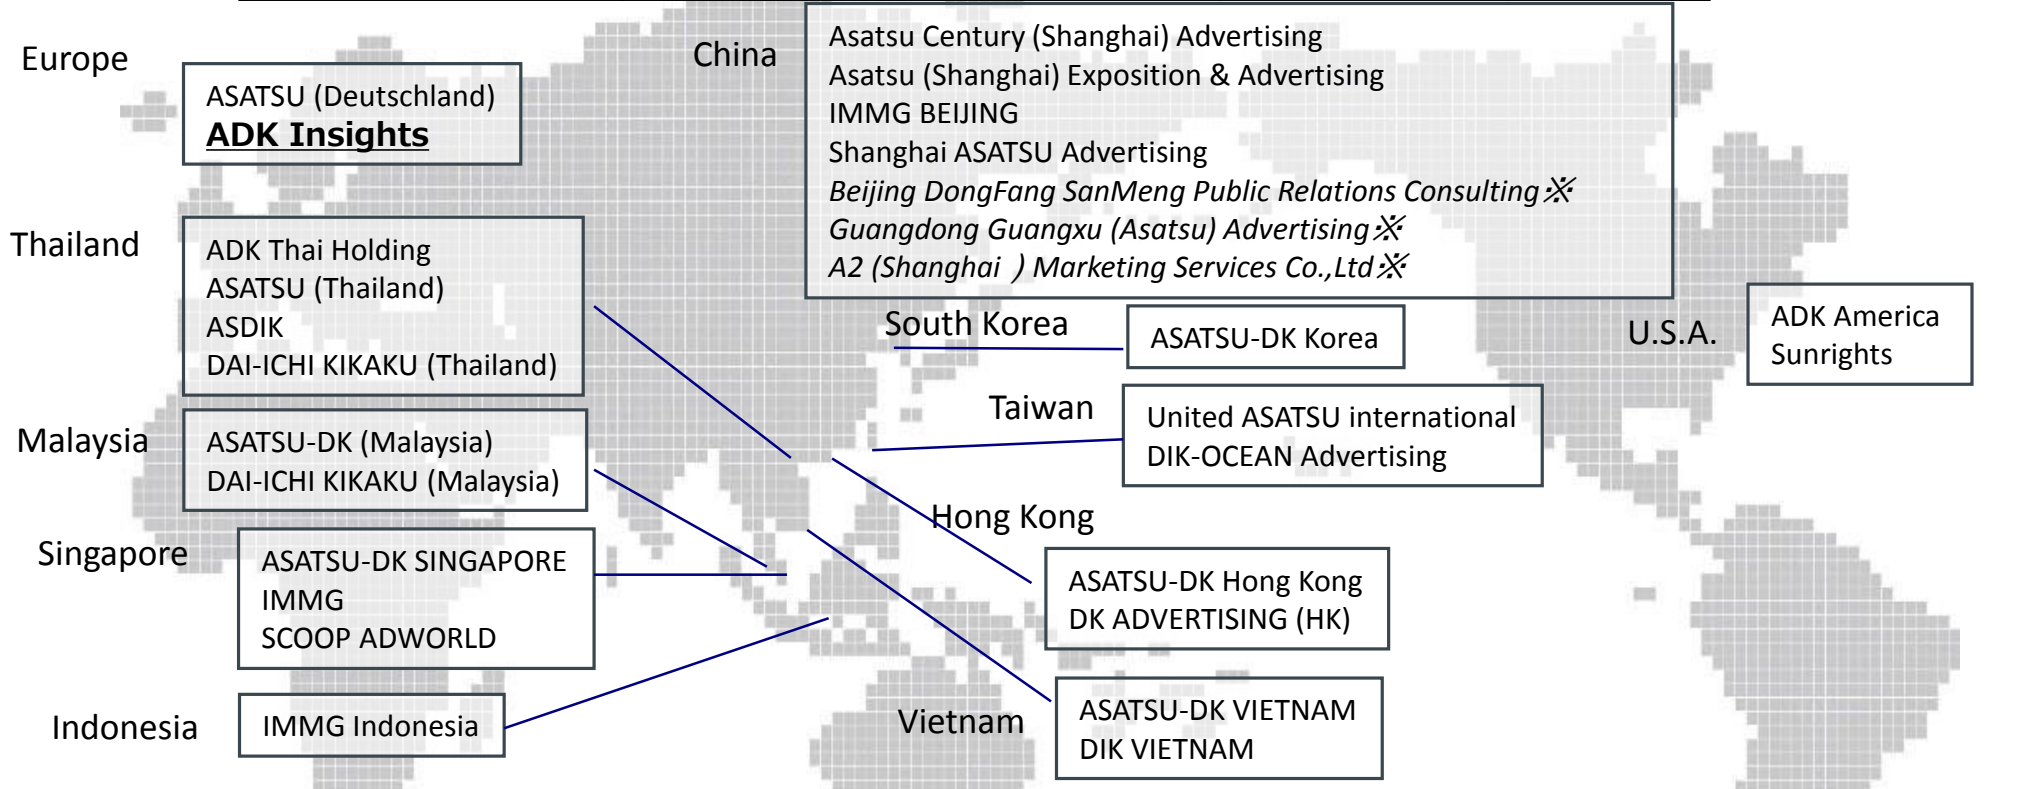 Europe
ASATSU (Deutschland)
ADK Insights
China
Asatsu Century (Shanghai) Advertising
Asatsu (Shanghai) Exposition & Advertising
IMMG BEIJING
Shanghai ASATSU Advertising
Beijing DongFang SanMeng Public Relations Consulting※
Guangdong Guangxu (Asatsu) Advertising※
A2 (Shanghai ) Marketing Services Co.,Ltd※
Thailand
ADK Thai Holding
ASATSU (Thailand)
ASDIK
DAI-ICHI KIKAKU (Thailand)
South Korea
ASATSU-DK Korea
U.S.A.
ADK America
Sunrights
Malaysia
ASATSU-DK (Malaysia)
DAI-ICHI KIKAKU (Malaysia)
Taiwan
United ASATSU international
DIK-OCEAN Advertising
Singapore
ASATSU-DK SINGAPORE
IMMG
SCOOP ADWORLD
Hong Kong
ASATSU-DK Hong Kong
DK ADVERTISING (HK)
Indonesia
IMMG Indonesia
Vietnam
ASATSU-DK VIETNAM
DIK VIETNAM